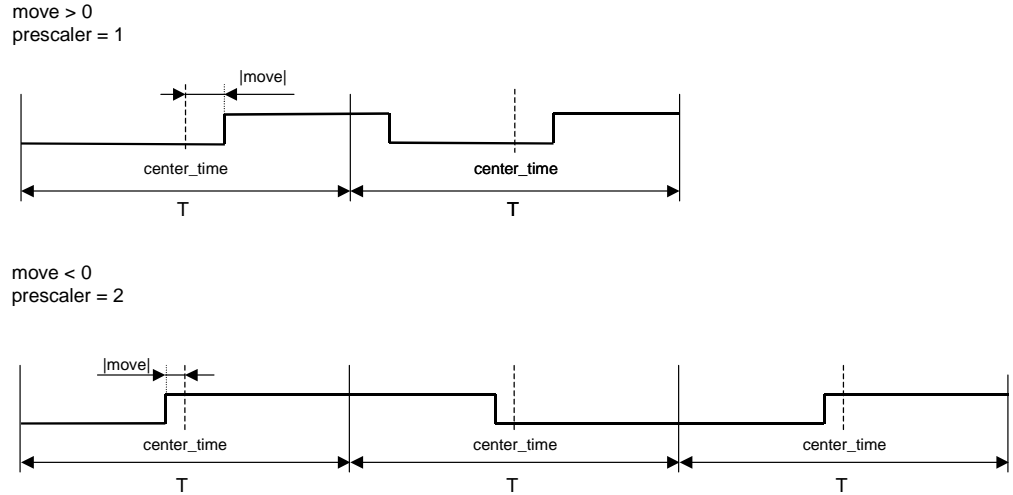 move > 0
prescaler = 1
|move|
center_time
center_time
T
T
move < 0
prescaler = 2
|move|
center_time
center_time
center_time
T
T
T